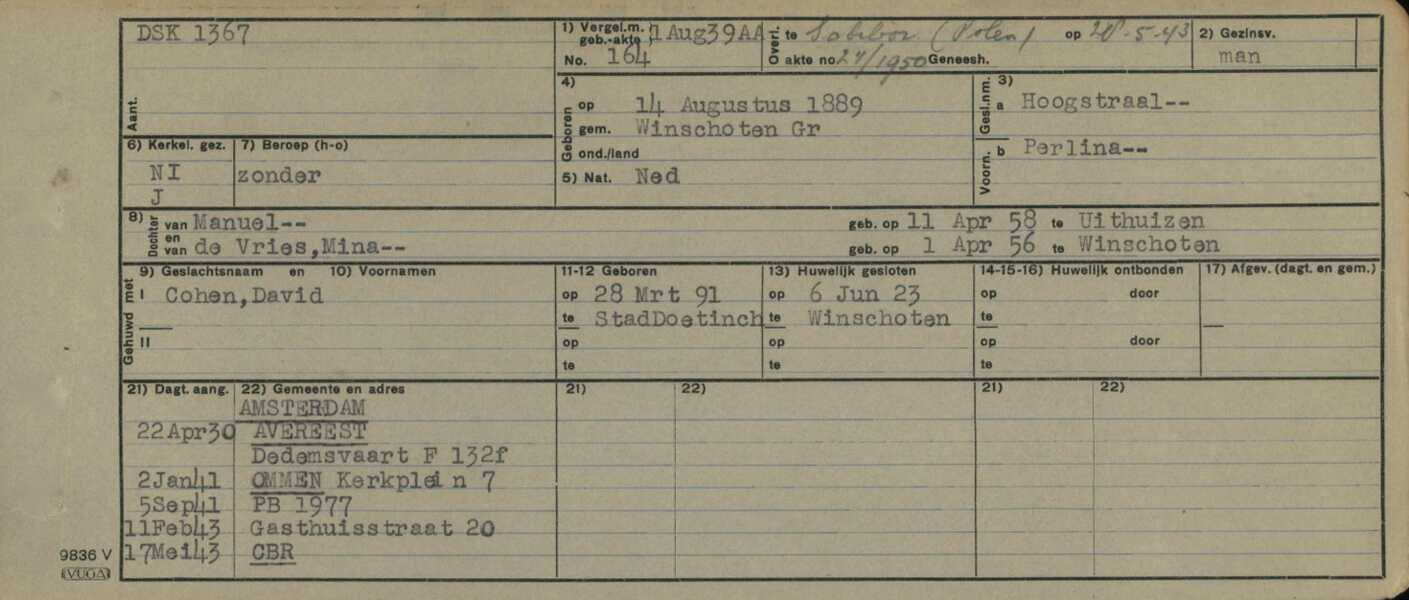 DSK 1367
Aant.
1) Vergel.m. geb.-akte 1Aug39AA
No. 164
Overl. te Sobibor (Polen) op 28-5-43
akte no 27/1950 Geneesh.
2) Gezinsv.
man
4) Geboren
op 14 Augustus 1889
gem. Winschoten Gr
ond./land
5) Nat. Ned
3)
Gesl.nm. a Hoogstraal--
Voorn. b Perlina--
6) Kerkel. gez. 7) Beroep (h-o)
NI zonder
J
8) Dochter van Manuel-- geb. op 11 Apr 58 te Uithuizen
en van de Vries,Mina-- geb. op 1 Apr 56 te Winschoten
Gehuwd met
9) Geslachtsnaam en 10) Voornamen 11-12 Geboren 13) Huwelijk gesloten 14-15-16) Huwelijk ontbonden 17) Afgev. (dagt. en gem.)
I Cohen,David op 28 Mrt 91 op 6 Jun 23 op door
te StadDoetinch te Winschoten te
II op op op door
te te te
21) Dagt. aang. 22) Gemeente en adres 21) 22) 21) 22)
AMSTERDAM
22Apr30 AVEREEST
Dedemsvaart F 132f
2Jan41 OMMEN Kerkplein 7
5Sep41 PB 1977
11Feb43 Gasthuisstraat 20
17Mei43 CBR
9836 V
VUGA